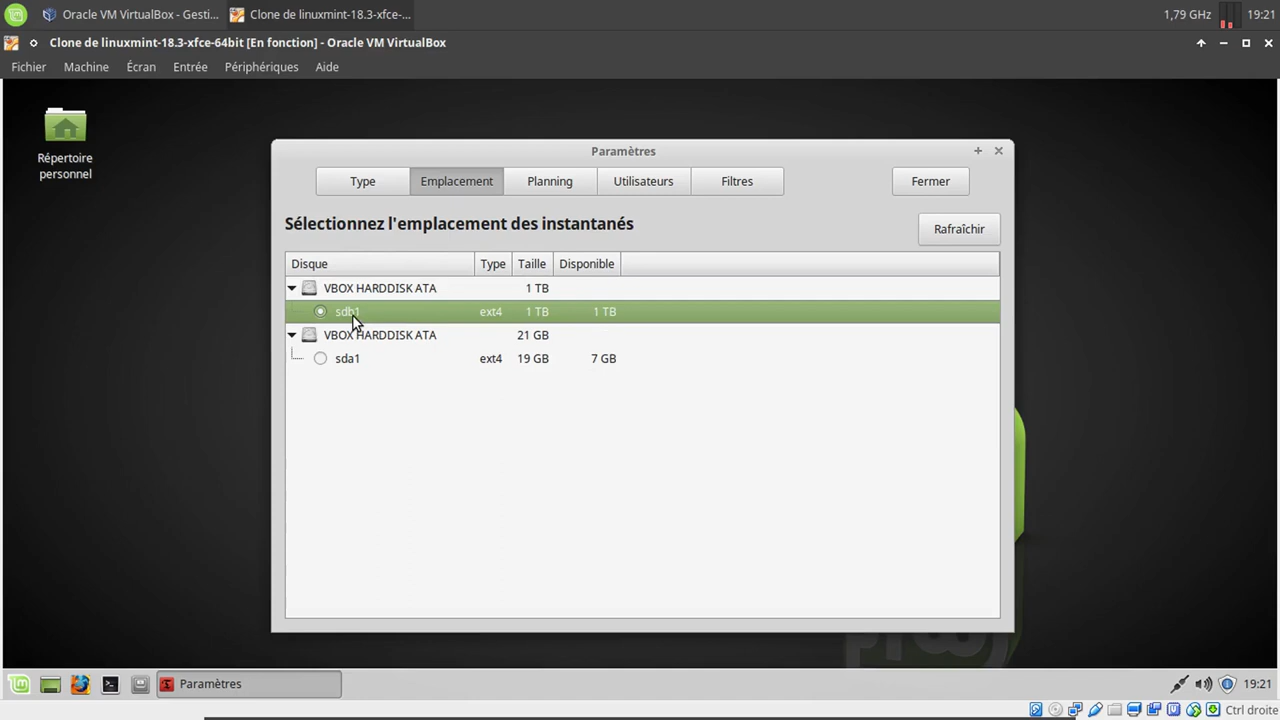 Oracle VM VirtualBox - Gesti...
Clone de linuxmint-18.3-xfce-...
1,79 GHz
19:21
Clone de linuxmint-18.3-xfce-64bit [En fonction] - Oracle VM VirtualBox
Fichier Machine Écran Entrée Périphériques Aide
Répertoire
personnel
Paramètres
Type Emplacement Planning Utilisateurs Filtres Fermer
Sélectionnez l'emplacement des instantanés
Rafraîchir
Disque Type Taille Disponible
VBOX HARDDISK ATA 1 TB
sdb1 ext4 1 TB 1 TB
VBOX HARDDISK ATA 21 GB
sda1 ext4 19 GB 7 GB
Paramètres
19:21
Ctrl droite